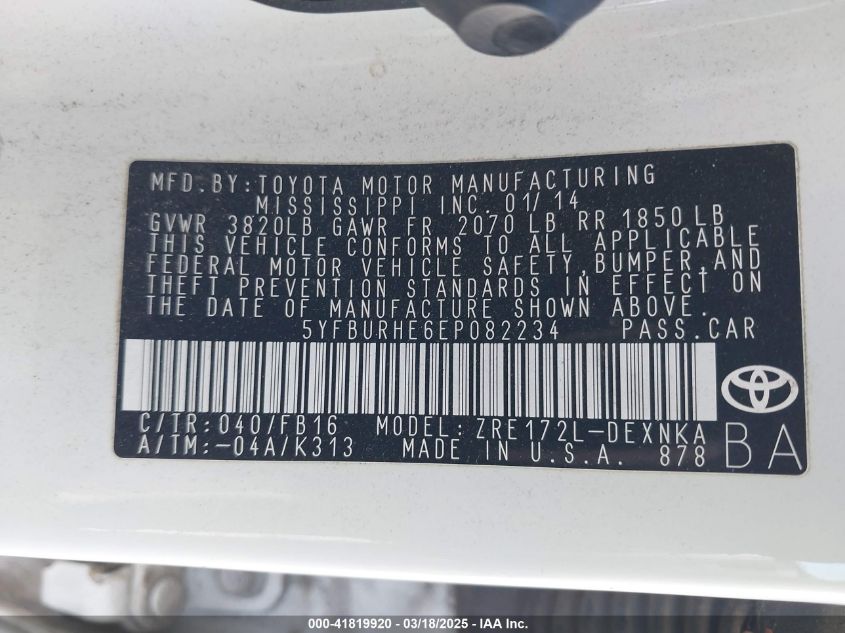 MFD. BY: TOYOTA MOTOR MANUFACTURING
MISSISSIPPI INC. 01/14
GVWR 3820LB GAWR FR 2070 LB RR 1850 LB
THIS VEHICLE CONFORMS TO ALL APPLICABLE
FEDERAL MOTOR VEHICLE SAFETY, BUMPER, AND
THEFT PREVENTION STANDARDS IN EFFECT ON
THE DATE OF MANUFACTURE SHOWN ABOVE.
5YFBURHE6EP082234 PASS. CAR
C/TR: 040/FB16 MODEL: ZRE172L-DEXNKA
A/TM: -04A/K313 MADE IN U.S.A. 878 BA
000-41819920 / 03/18/2025 / IAA Inc.